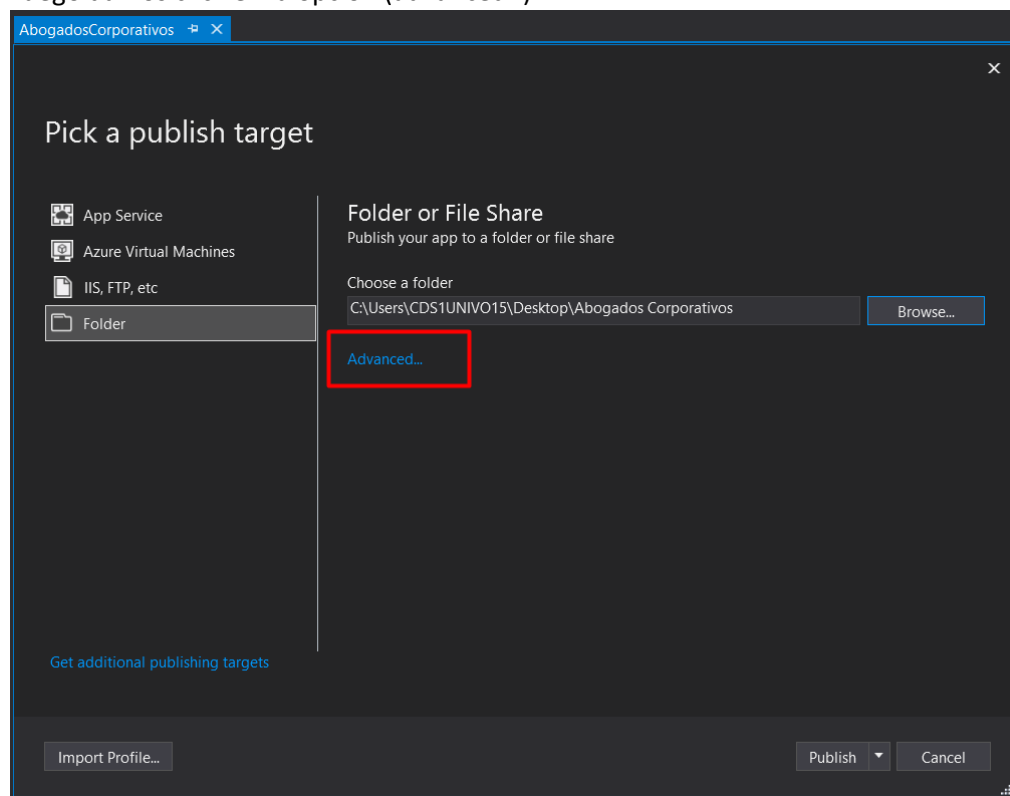 AbogadosCorporativos
Pick a publish target
App Service
Azure Virtual Machines
IIS, FTP, etc
Folder
Get additional publishing targets
Folder or File Share
Publish your app to a folder or file share
Choose a folder
C:\Users\CDS1UNIVO15\Desktop\Abogados Corporativos
Browse...
Advanced...
Import Profile...
Publish
Cancel